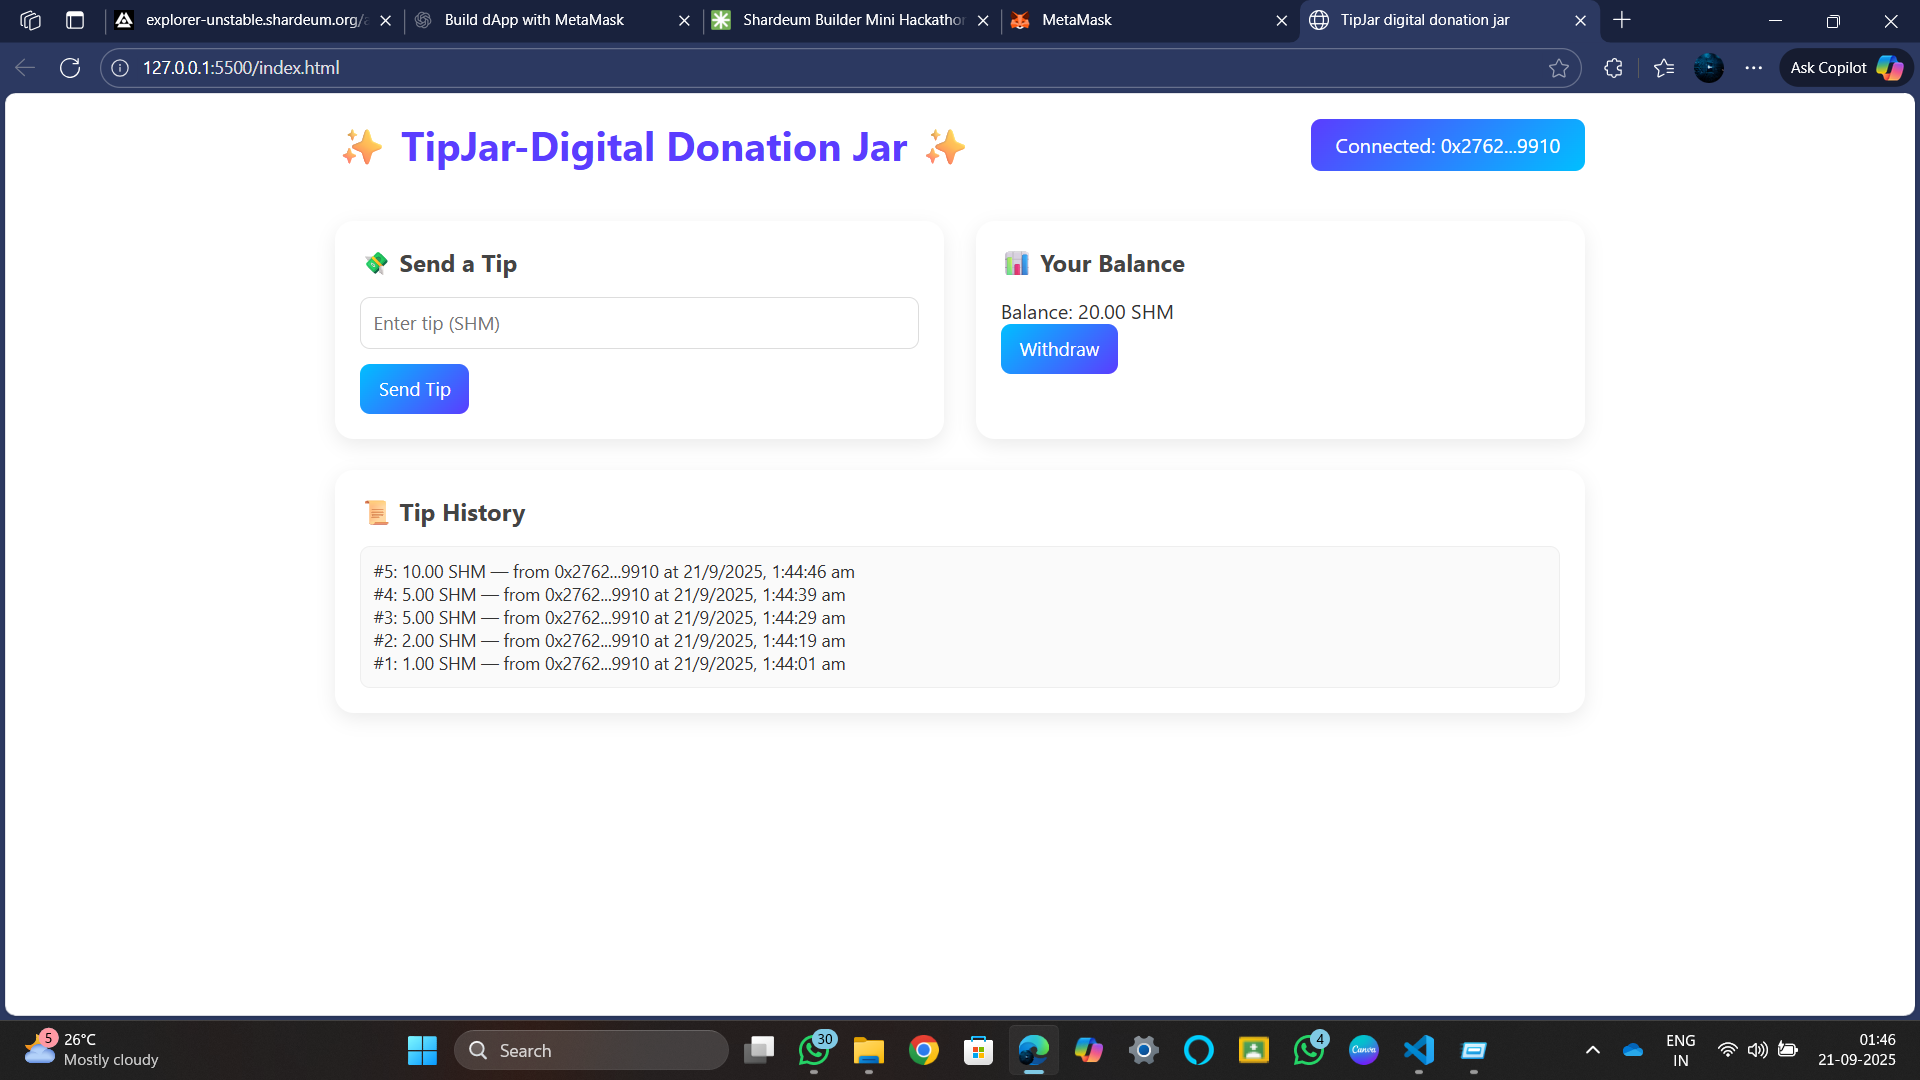 explorer-unstable.shardeum.org/a
Build dApp with MetaMask
Shardeum Builder Mini Hackathon
MetaMask
TipJar digital donation jar
127.0.0.1:5500/index.html
Ask Copilot
✨ TipJar-Digital Donation Jar ✨
Connected: 0x2762...9910
💸 Send a Tip
Enter tip (SHM)
Send Tip
📊 Your Balance
Balance: 20.00 SHM
Withdraw
📜 Tip History
#5: 10.00 SHM — from 0x2762...9910 at 21/9/2025, 1:44:46 am
#4: 5.00 SHM — from 0x2762...9910 at 21/9/2025, 1:44:39 am
#3: 5.00 SHM — from 0x2762...9910 at 21/9/2025, 1:44:29 am
#2: 2.00 SHM — from 0x2762...9910 at 21/9/2025, 1:44:19 am
#1: 1.00 SHM — from 0x2762...9910 at 21/9/2025, 1:44:01 am
5
26°C
Mostly cloudy
Search
30
4
Canva
ENG
IN
01:46
21-09-2025